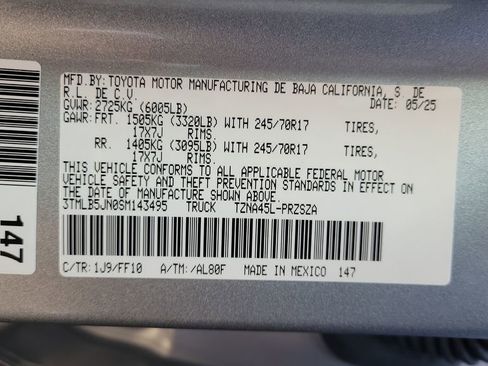 MFD.BY: TOYOTA MOTOR MANUFACTURING DE BAJA CALIFORNIA, S DE
R.L. DE C.V. DATE: 05/25
GVWR: 2725KG (6005LB)
GAWR: FRT. 1505KG (3320LB) WITH 245/70R17 TIRES,
17X7J RIMS.
RR. 1405KG (3095LB) WITH 245/70R17 TIRES,
17X7J RIMS.
THIS VEHICLE CONFORMS TO ALL APPLICABLE FEDERAL MOTOR
VEHICLE SAFETY AND THEFT PREVENTION STANDARDS IN EFFECT ON
THE DATE OF MANUFACTURE SHOWN ABOVE.
3TMLB5JN0SM143495 TRUCK TZNA45L-PRZSZA
C/TR: 1J9/FF10 A/TM: /AL80F MADE IN MEXICO 147
147